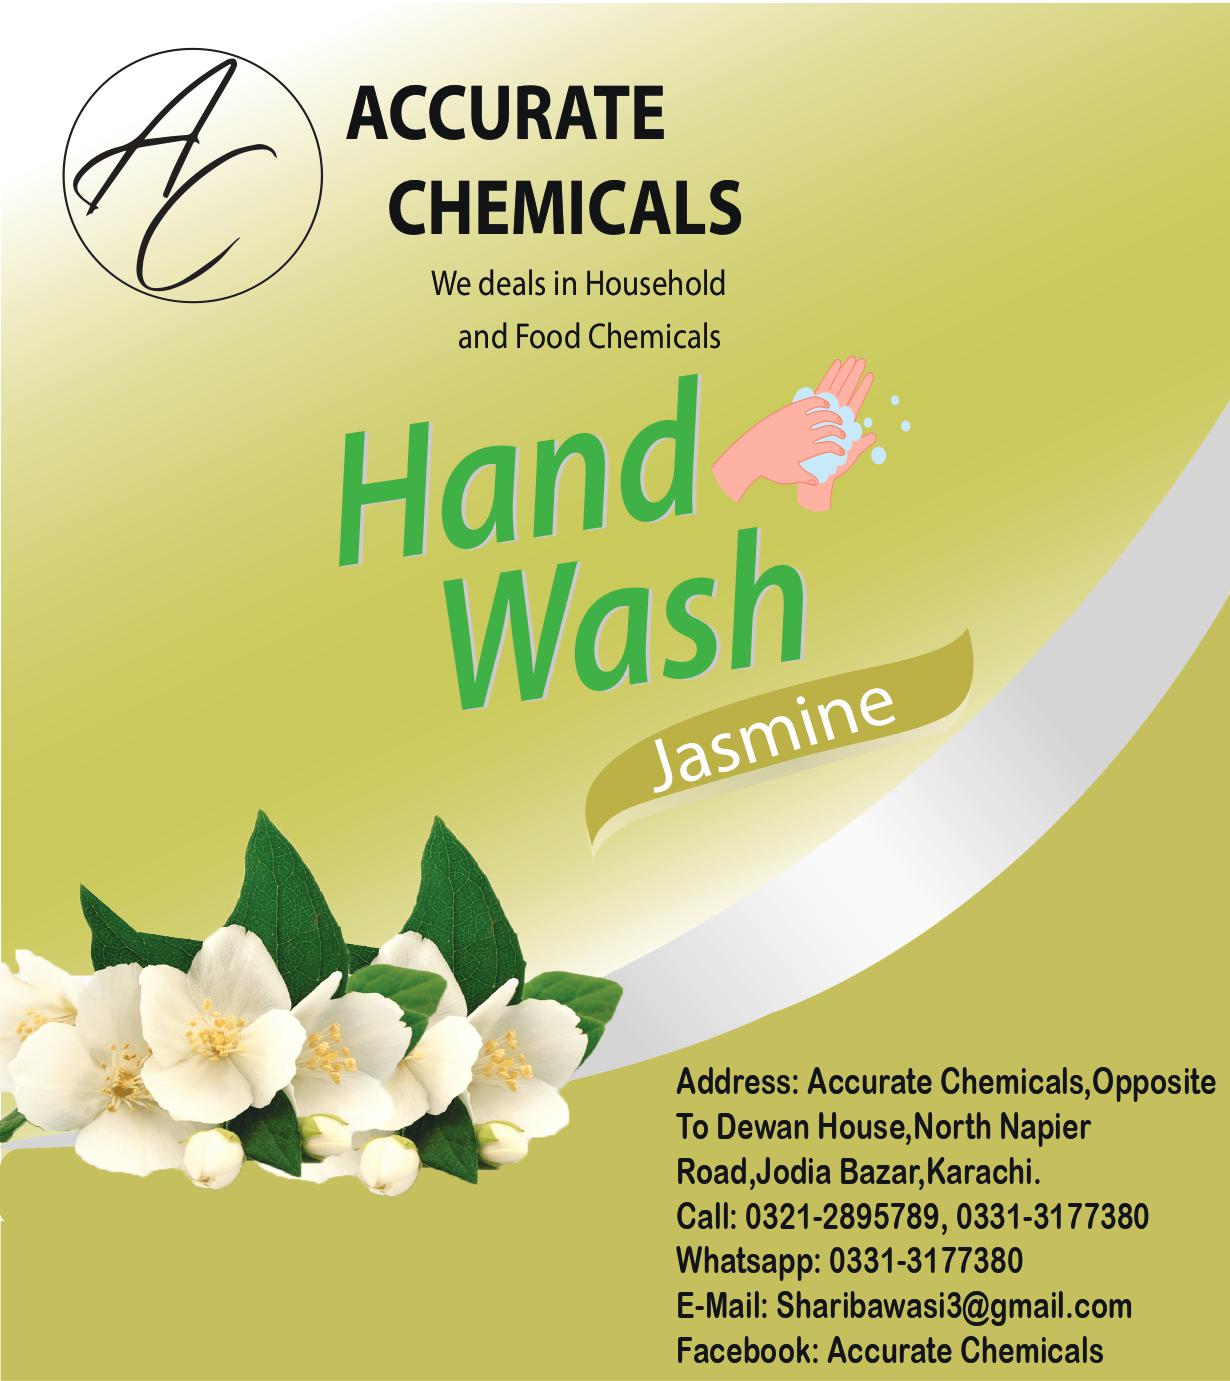 AC
ACCURATE
CHEMICALS
We deals in Household
and Food Chemicals
Hand
Wash
Jasmine
Address: Accurate Chemicals,Opposite
To Dewan House,North Napier
Road,Jodia Bazar,Karachi.
Call: 0321-2895789, 0331-3177380
Whatsapp: 0331-3177380
E-Mail: Sharibawasi3@gmail.com
Facebook: Accurate Chemicals